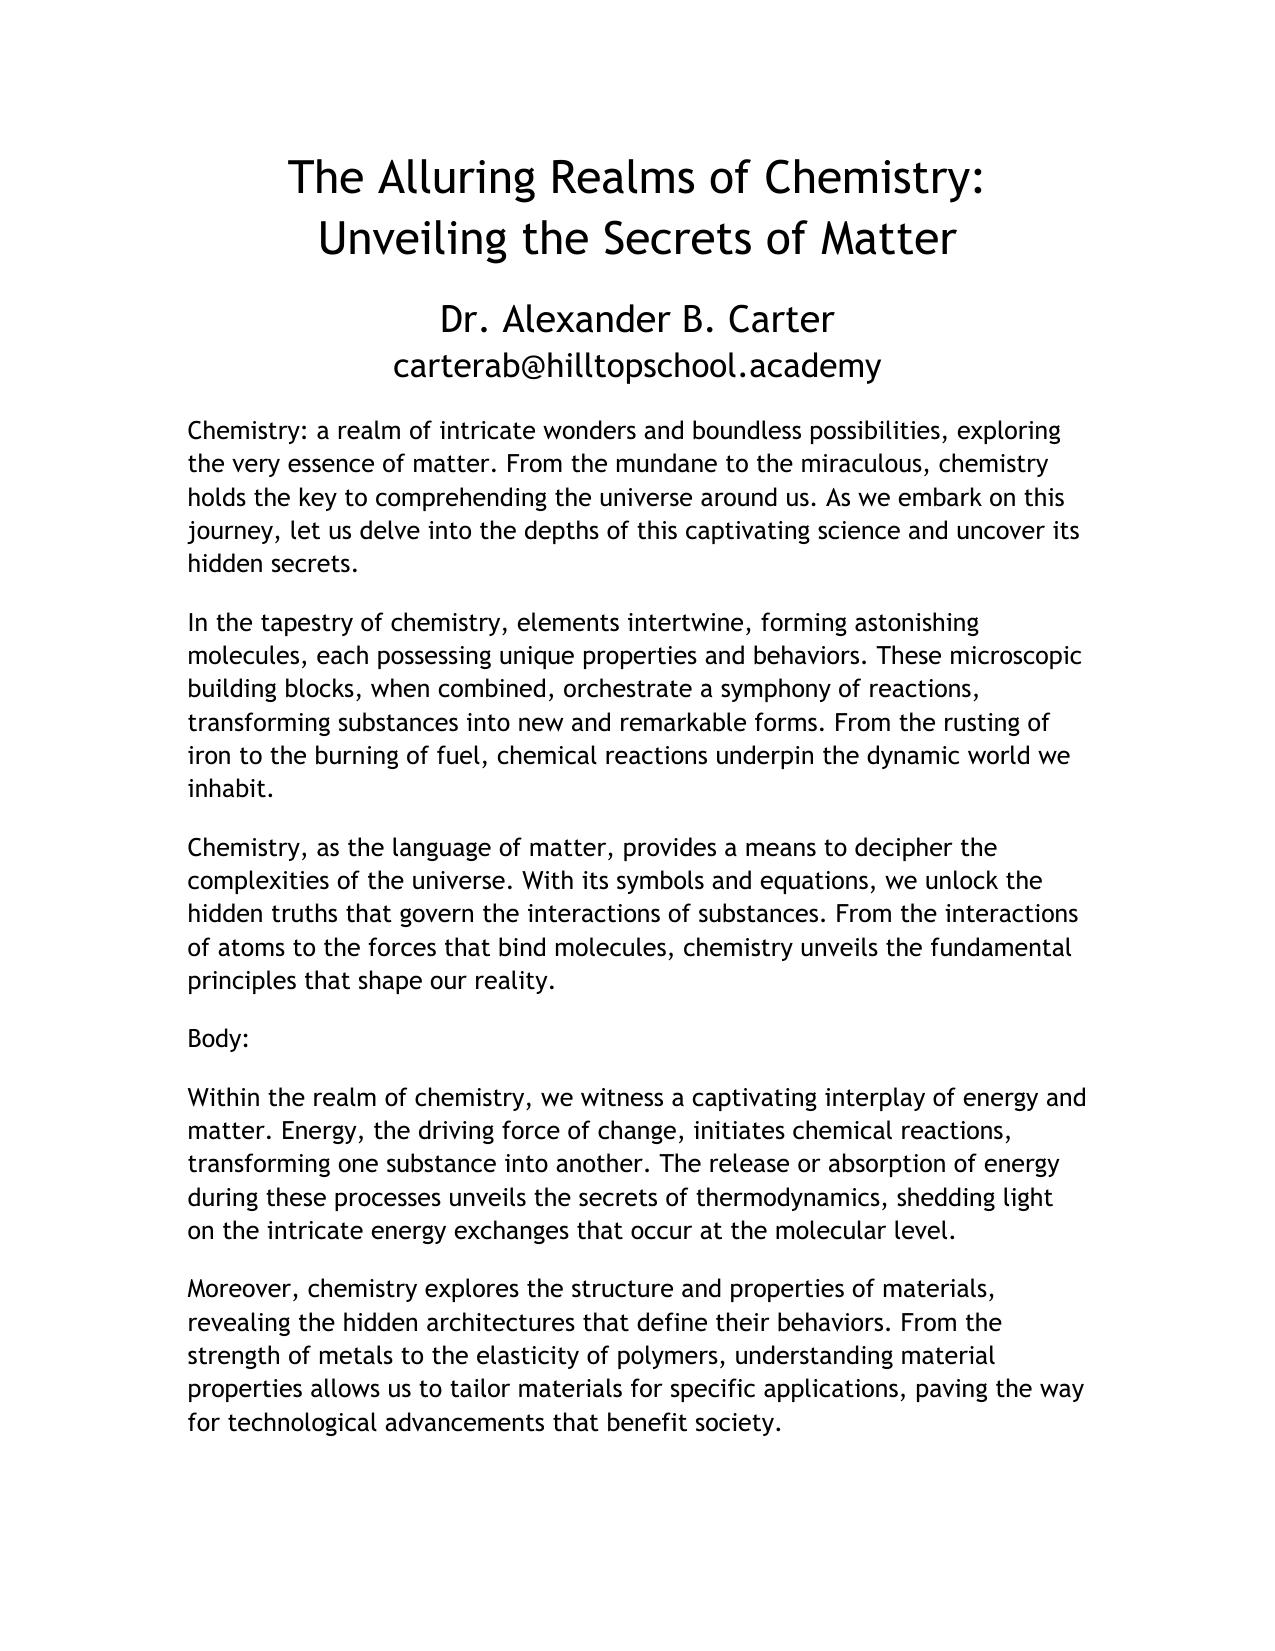 The Alluring Realms of Chemistry:
Unveiling the Secrets of Matter
Dr. Alexander B. Carter
carterab@hilltopschool.academy
Chemistry: a realm of intricate wonders and boundless possibilities, exploring
the very essence of matter. From the mundane to the miraculous, chemistry
holds the key to comprehending the universe around us. As we embark on this
journey, let us delve into the depths of this captivating science and uncover its
hidden secrets.
In the tapestry of chemistry, elements intertwine, forming astonishing
molecules, each possessing unique properties and behaviors. These microscopic
building blocks, when combined, orchestrate a symphony of reactions,
transforming substances into new and remarkable forms. From the rusting of
iron to the burning of fuel, chemical reactions underpin the dynamic world we
inhabit.
Chemistry, as the language of matter, provides a means to decipher the
complexities of the universe. With its symbols and equations, we unlock the
hidden truths that govern the interactions of substances. From the interactions
of atoms to the forces that bind molecules, chemistry unveils the fundamental
principles that shape our reality.
Body:
Within the realm of chemistry, we witness a captivating interplay of energy and
matter. Energy, the driving force of change, initiates chemical reactions,
transforming one substance into another. The release or absorption of energy
during these processes unveils the secrets of thermodynamics, shedding light
on the intricate energy exchanges that occur at the molecular level.
Moreover, chemistry explores the structure and properties of materials,
revealing the hidden architectures that define their behaviors. From the
strength of metals to the elasticity of polymers, understanding material
properties allows us to tailor materials for specific applications, paving the way
for technological advancements that benefit society.